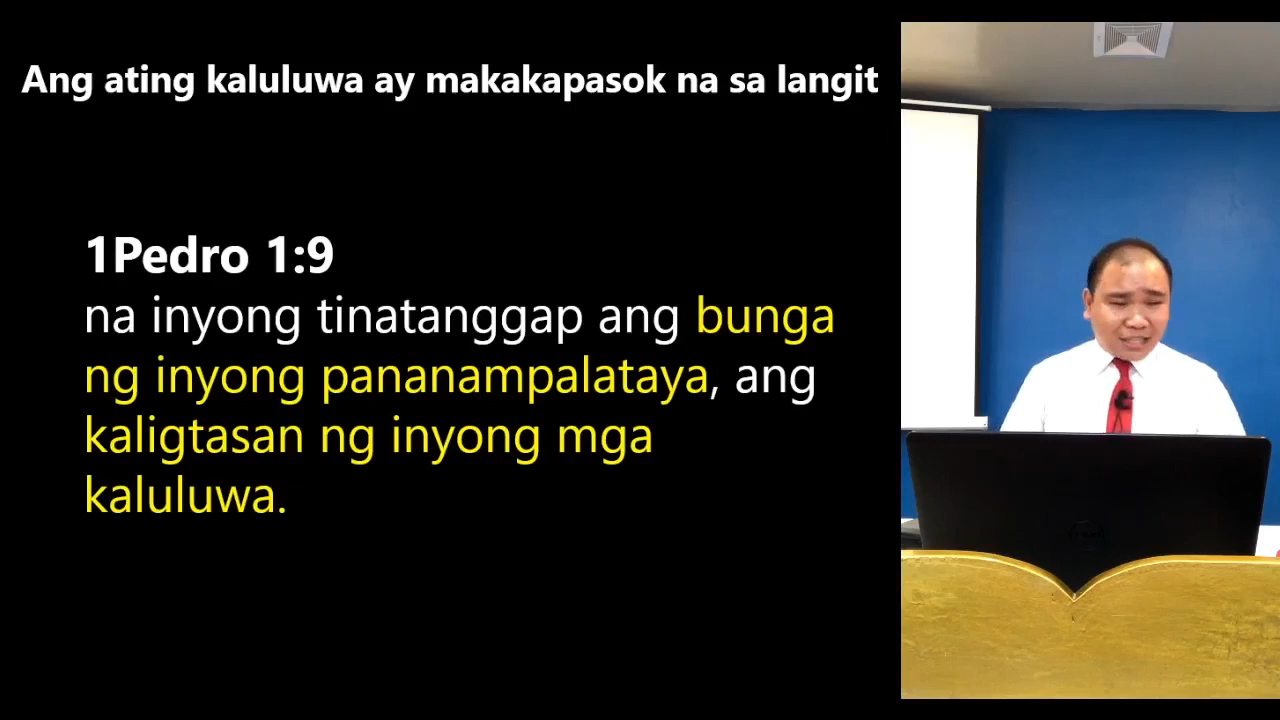 Ang ating kaluluwa ay makakapasok na sa langit
1Pedro 1:9
na inyong tinatanggap ang bunga
ng inyong pananampalataya, ang
kaligtasan ng inyong mga
kaluluwa.